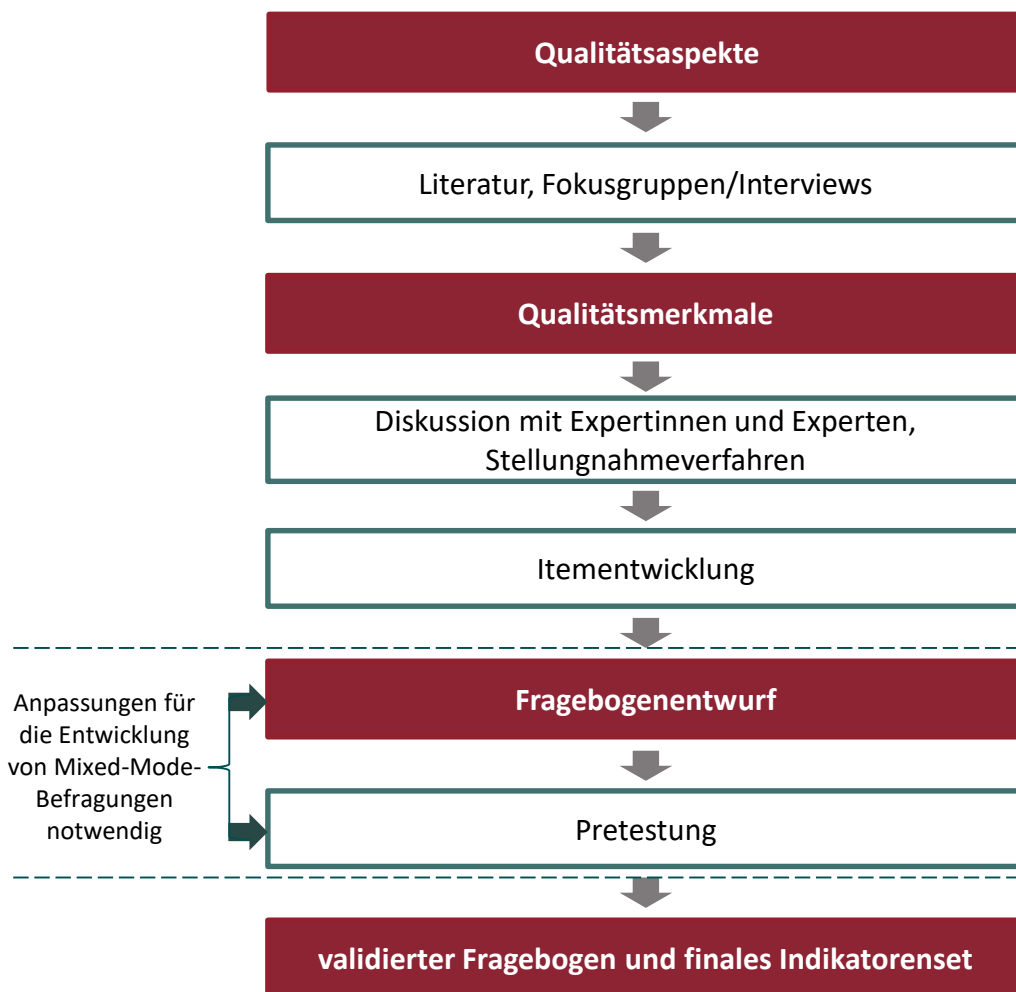 Qualitätsaspekte
Literatur, Fokusgruppen/Interviews
Qualitätsmerkmale
Diskussion mit Expertinnen und Experten,
Stellungnahmeverfahren
Itementwicklung
Anpassungen für
die Entwicklung
von Mixed-Mode-
Befragungen
notwendig
Fragebogenentwurf
Pretestung
validierter Fragebogen und finales Indikatorenset